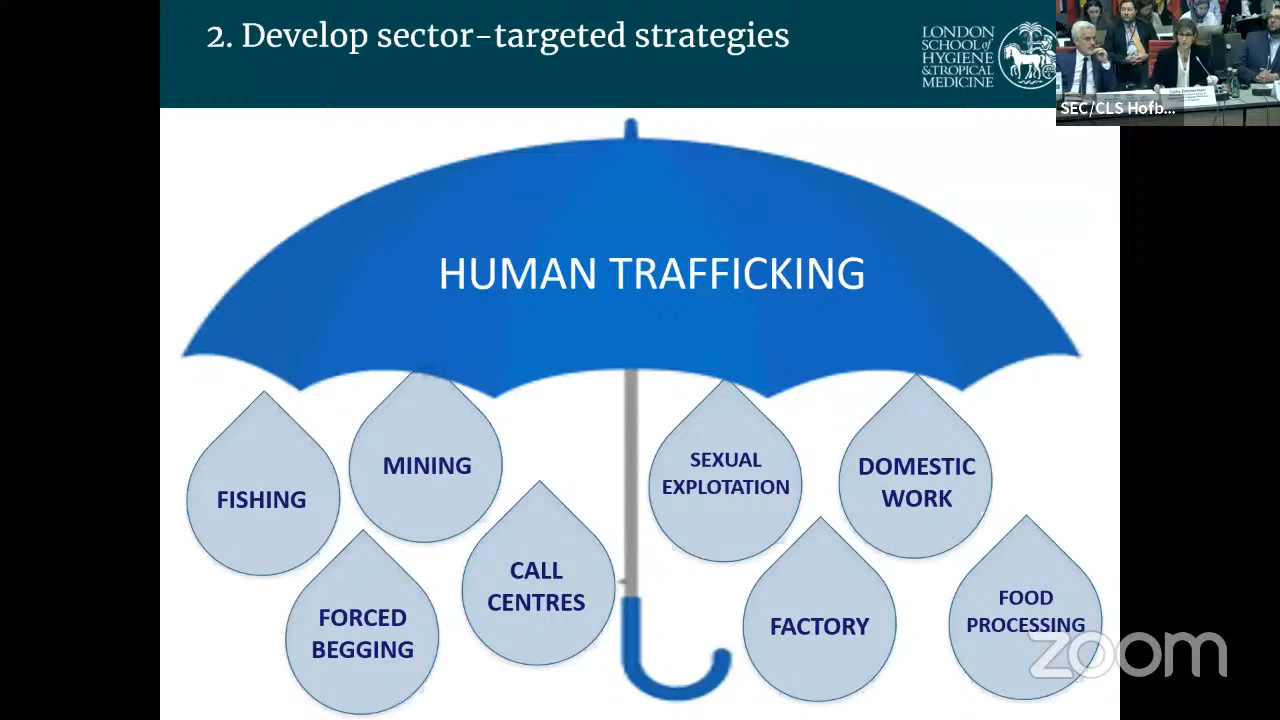 2. Develop sector-targeted strategies
LONDON
SCHOOL of
HYGIENE
& TROPICAL
MEDICINE
SEC/CLS Hofb...
HUMAN TRAFFICKING
FISHING
MINING
FORCED
BEGGING
CALL
CENTRES
SEXUAL
EXPLOTATION
DOMESTIC
WORK
FACTORY
FOOD
PROCESSING
zoom